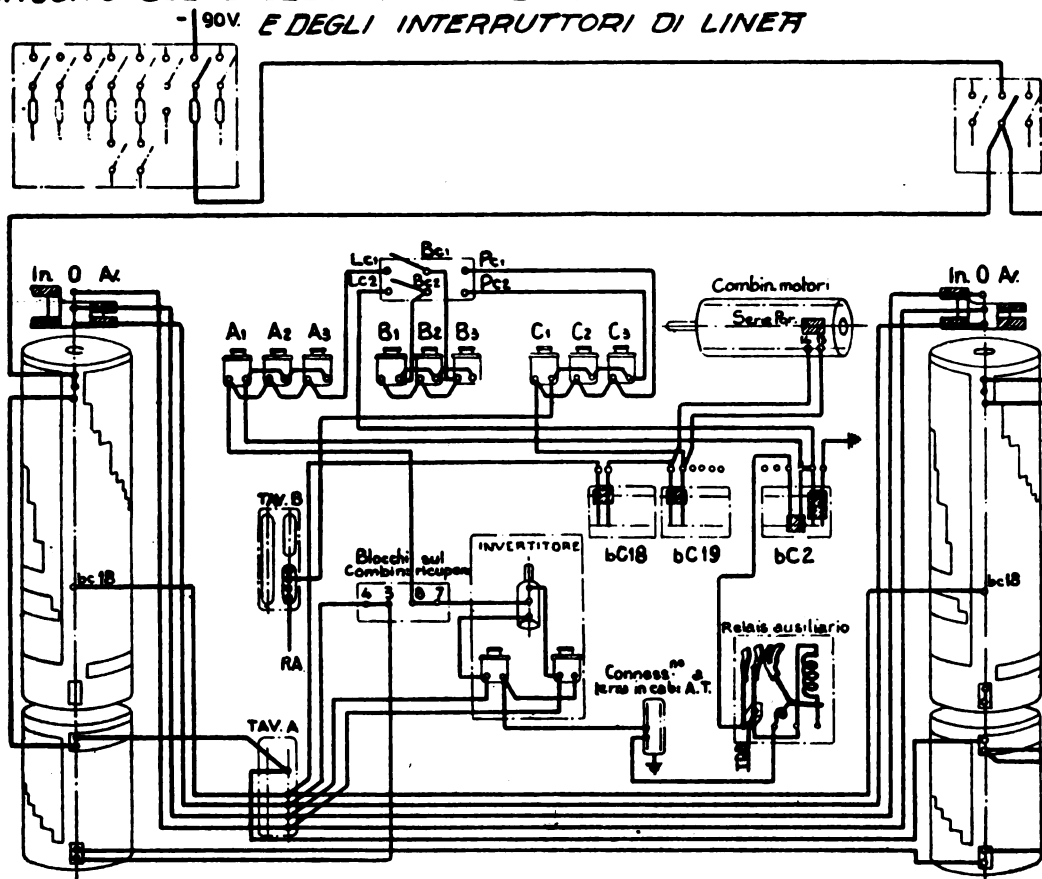 - 90V. E DEGLI INTERRUTTORI DI LINEA
In. 0 Av.
Lc1 Bc1 Pc1
Lc2 Bc2 Pc2
A1 A2 A3 B1 B2 B3 C1 C2 C3
Combin. motori
Serie Par.
In. 0 Av.
TAV. B
RA
bC18 bC19 bC2
Blocchi sul
Combin. ricupero
4 3 8 7
INVERTITORE
bc18
bc18
Relais ausiliario
Conness.ne a
terra in cab. A.T.
TAV. A